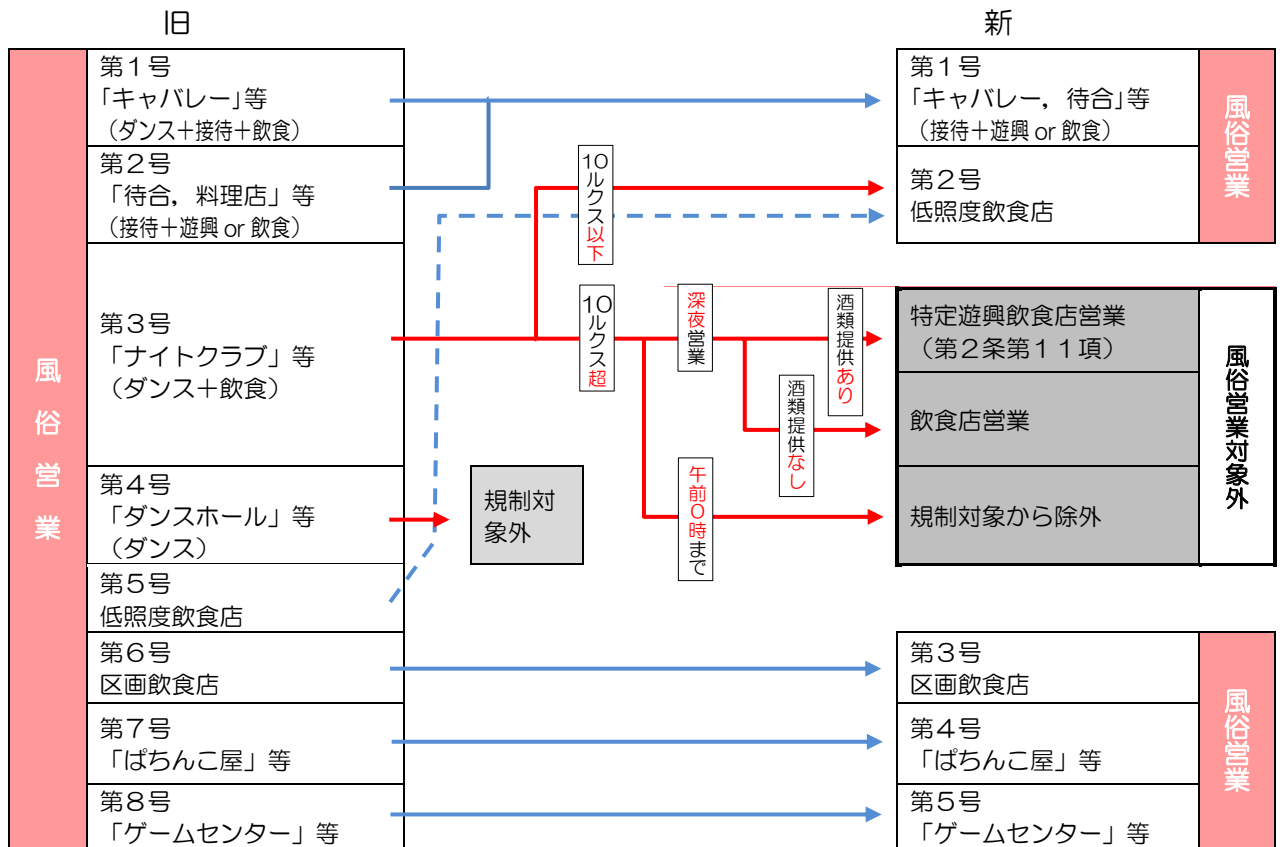 旧
新
風俗営業
第1号
「キャバレー」等
（ダンス＋接待＋飲食）
第2号
「待合，料理店」等
（接待＋遊興 or 飲食）
第3号
「ナイトクラブ」等
（ダンス＋飲食）
第4号
「ダンスホール」等
（ダンス）
第5号
低照度飲食店
第6号
区画飲食店
第7号
「ぱちんこ屋」等
第8号
「ゲームセンター」等
規制対
象外
10ルクス以下
10ルクス超
深夜営業
酒類提供あり
酒類提供なし
午前0時まで
第1号
「キャバレー，待合」等
（接待＋遊興 or 飲食）
第2号
低照度飲食店
風俗営業
特定遊興飲食店営業
（第2条第11項）
飲食店営業
規制対象から除外
風俗営業対象外
第3号
区画飲食店
第4号
「ぱちんこ屋」等
第5号
「ゲームセンター」等
風俗営業